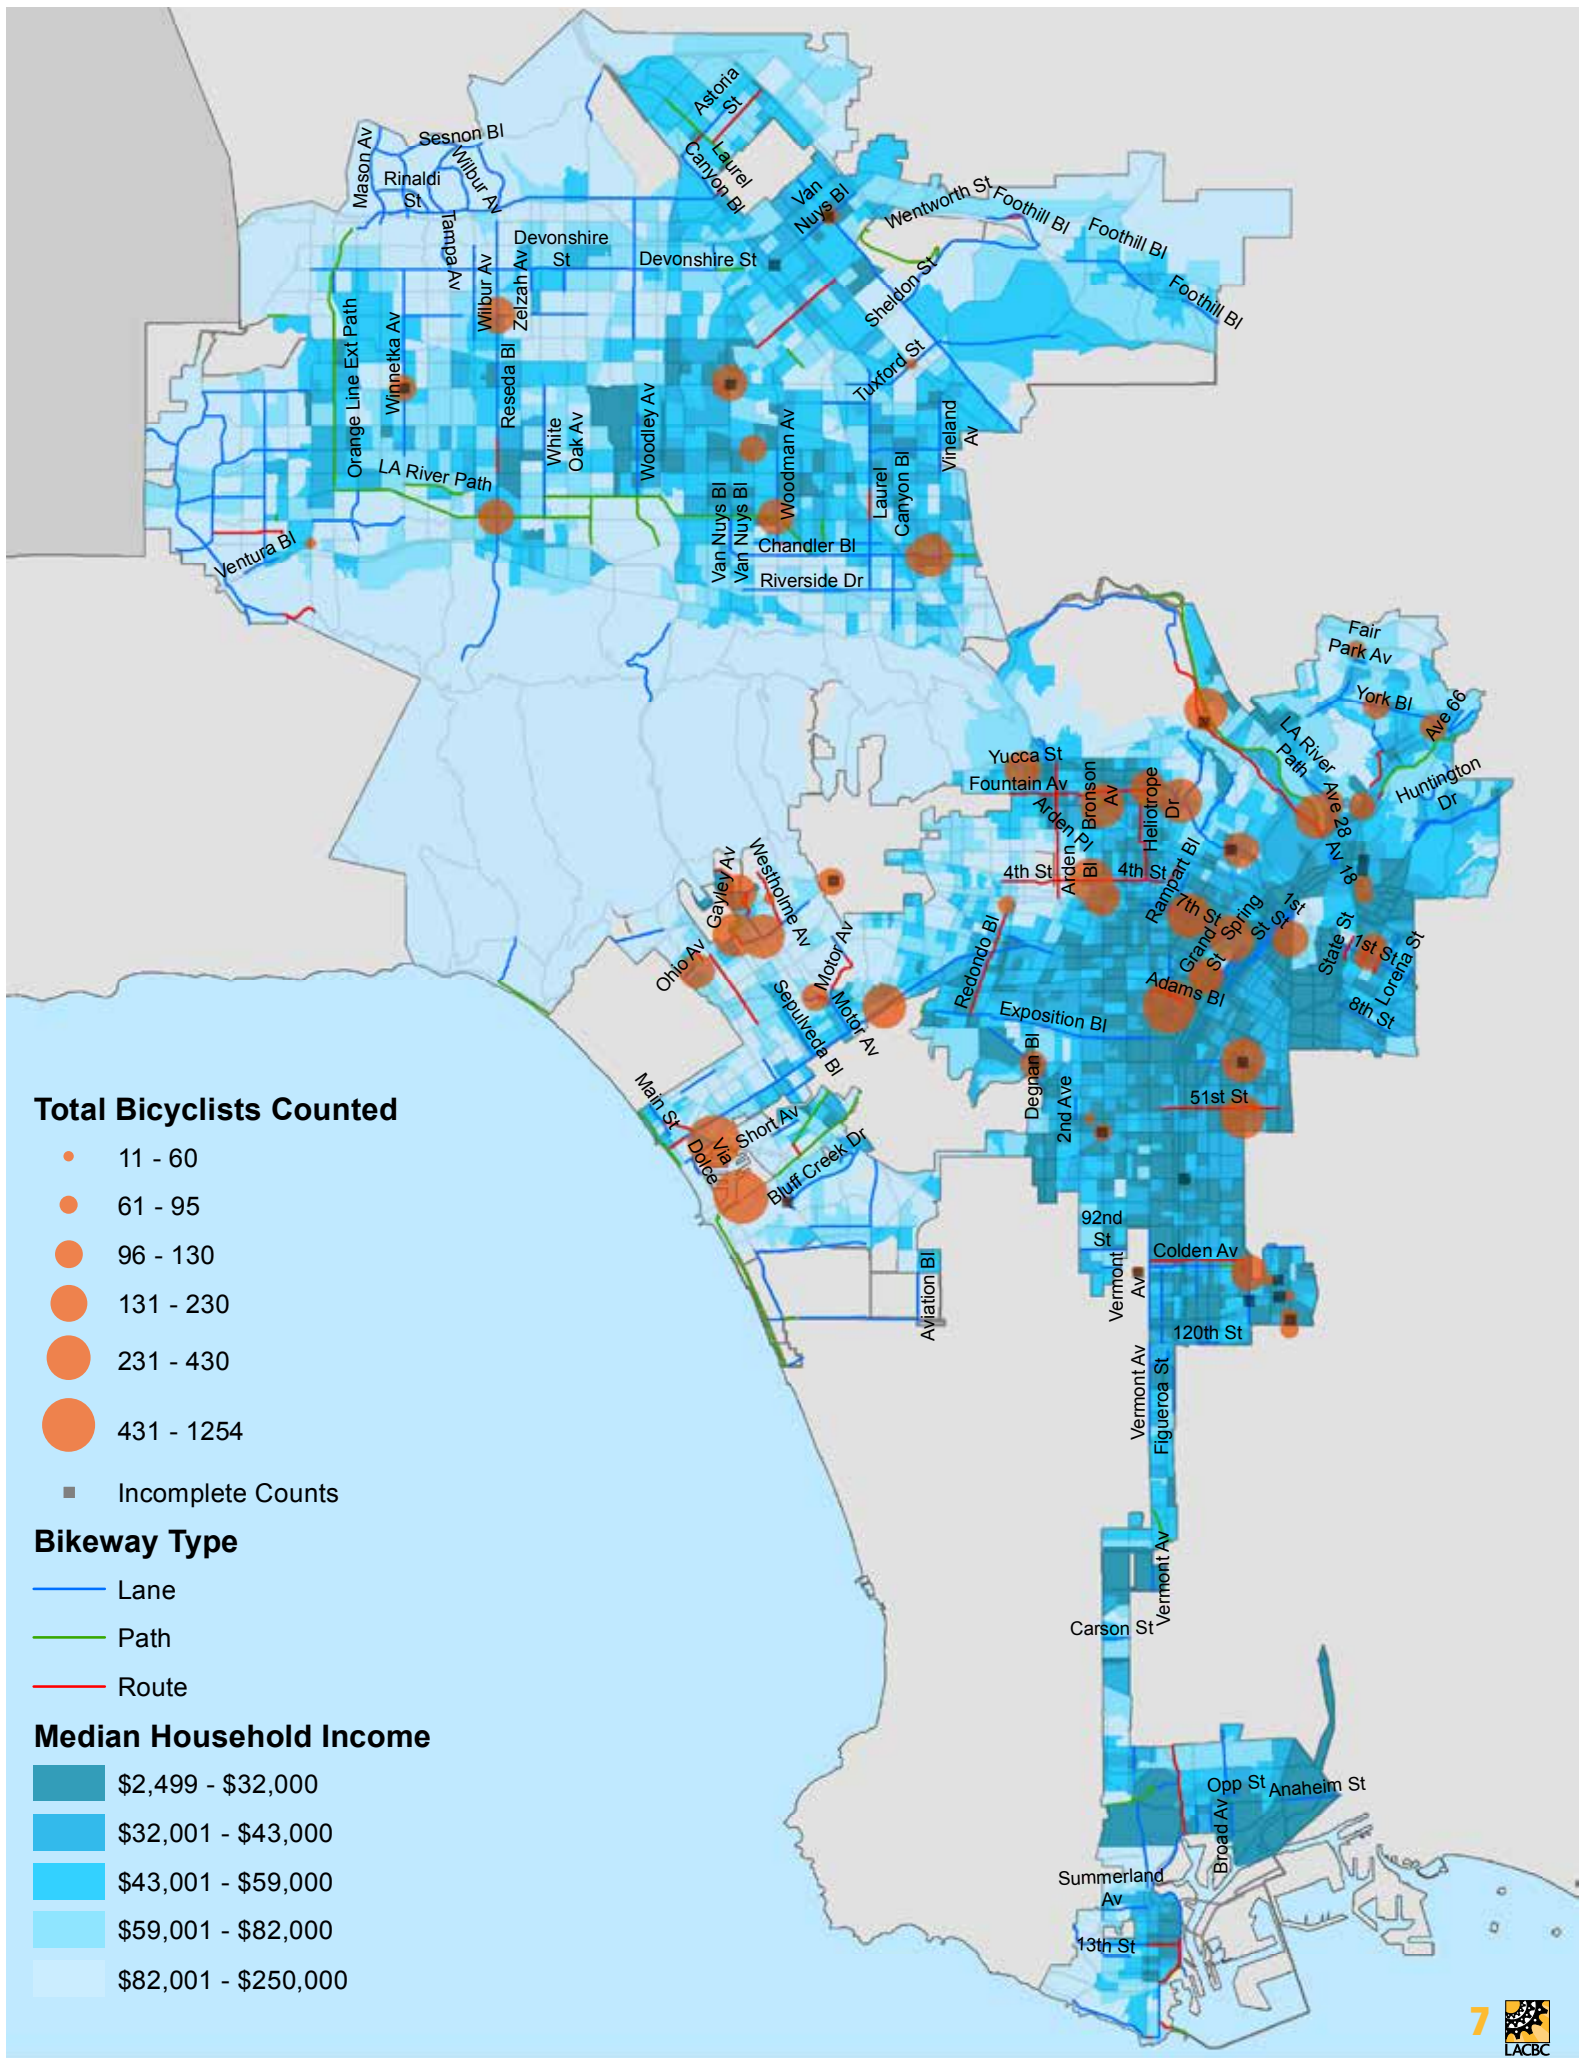 Astoria
St
Sesnon Bl
Mason Av
Wilbur Av
Rinaldi
St
Laurel
Canyon Bl
Van
Nuys Bl
Wentworth St
Foothill Bl
Foothill Bl
Foothill Bl
Tampa Av
Devonshire
St
Devonshire St
Wilbur Av
Zelzah Av
Sheldon St
Orange Line Ext Path
Winnetka Av
Reseda Bl
Tuxford St
White
Oak Av
Woodley Av
Woodman Av
Vineland
Av
Laurel
Canyon Bl
LA River Path
Van Nuys Bl
Van Nuys Bl
Chandler Bl
Riverside Dr
Ventura Bl
Fair
Park Av
York Bl
Ave 66
LA River
Path
Huntington
Dr
Yucca St
Fountain Av
Bronson
Av
Heliotrope
Dr
Arden Pl
Ave 28
Av 18
Arden
Bl
4th St
4th St
Rampart Bl
Gayley Av
Westholme Av
7th St
Spring
St
1st
St
Grand
St
State St
1st St
Lorena St
8th St
Ohio Av
Motor Av
Redondo Bl
Adams Bl
Sepulveda Bl
Motor Av
Exposition Bl
Degnan Bl
2nd Ave
51st St
Main St
Short Av
Via
Dolce
Bluff Creek Dr
92nd
St
Colden Av
Vermont
Av
Aviation Bl
120th St
Vermont Av
Figueroa St
Vermont Av
Carson St
Opp St
Anaheim St
Broad Av
Summerland
Av
13th St
Total Bicyclists Counted
11 - 60
61 - 95
96 - 130
131 - 230
231 - 430
431 - 1254
Incomplete Counts
Bikeway Type
Lane
Path
Route
Median Household Income
$2,499 - $32,000
$32,001 - $43,000
$43,001 - $59,000
$59,001 - $82,000
$82,001 - $250,000
7
LACBC